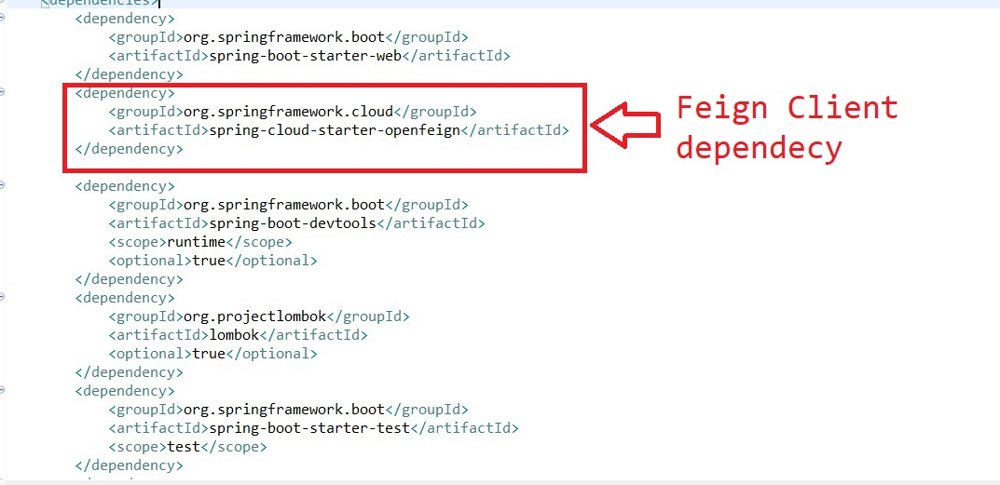 <dependencies>
<dependency>
<groupId>org.springframework.boot</groupId>
<artifactId>spring-boot-starter-web</artifactId>
</dependency>
<dependency>
<groupId>org.springframework.cloud</groupId>
<artifactId>spring-cloud-starter-openfeign</artifactId>
</dependency>
Feign Client
dependecy
<dependency>
<groupId>org.springframework.boot</groupId>
<artifactId>spring-boot-devtools</artifactId>
<scope>runtime</scope>
<optional>true</optional>
</dependency>
<dependency>
<groupId>org.projectlombok</groupId>
<artifactId>lombok</artifactId>
<optional>true</optional>
</dependency>
<dependency>
<groupId>org.springframework.boot</groupId>
<artifactId>spring-boot-starter-test</artifactId>
<scope>test</scope>
</dependency>